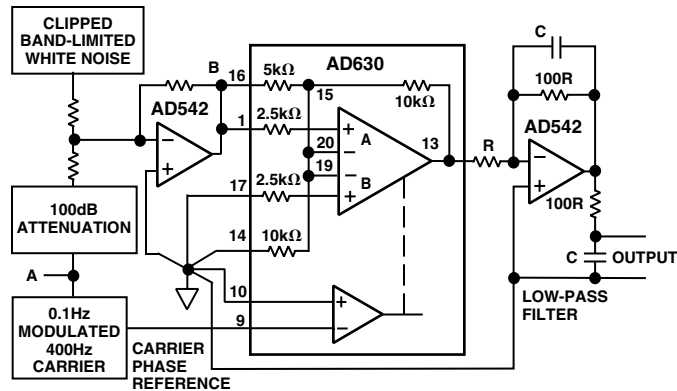 CLIPPED
BAND-LIMITED
WHITE NOISE
B
16
5kΩ
AD630
15
10kΩ
C
100R
AD542
AD542
1
2.5kΩ
+
A
20
–
19
–
B
+
13
R
–
+
–
+
17
2.5kΩ
14
10kΩ
100dB
ATTENUATION
A
100R
C
OUTPUT
10
+
9
–
0.1Hz
MODULATED
400Hz
CARRIER
CARRIER
PHASE
REFERENCE
LOW-PASS
FILTER